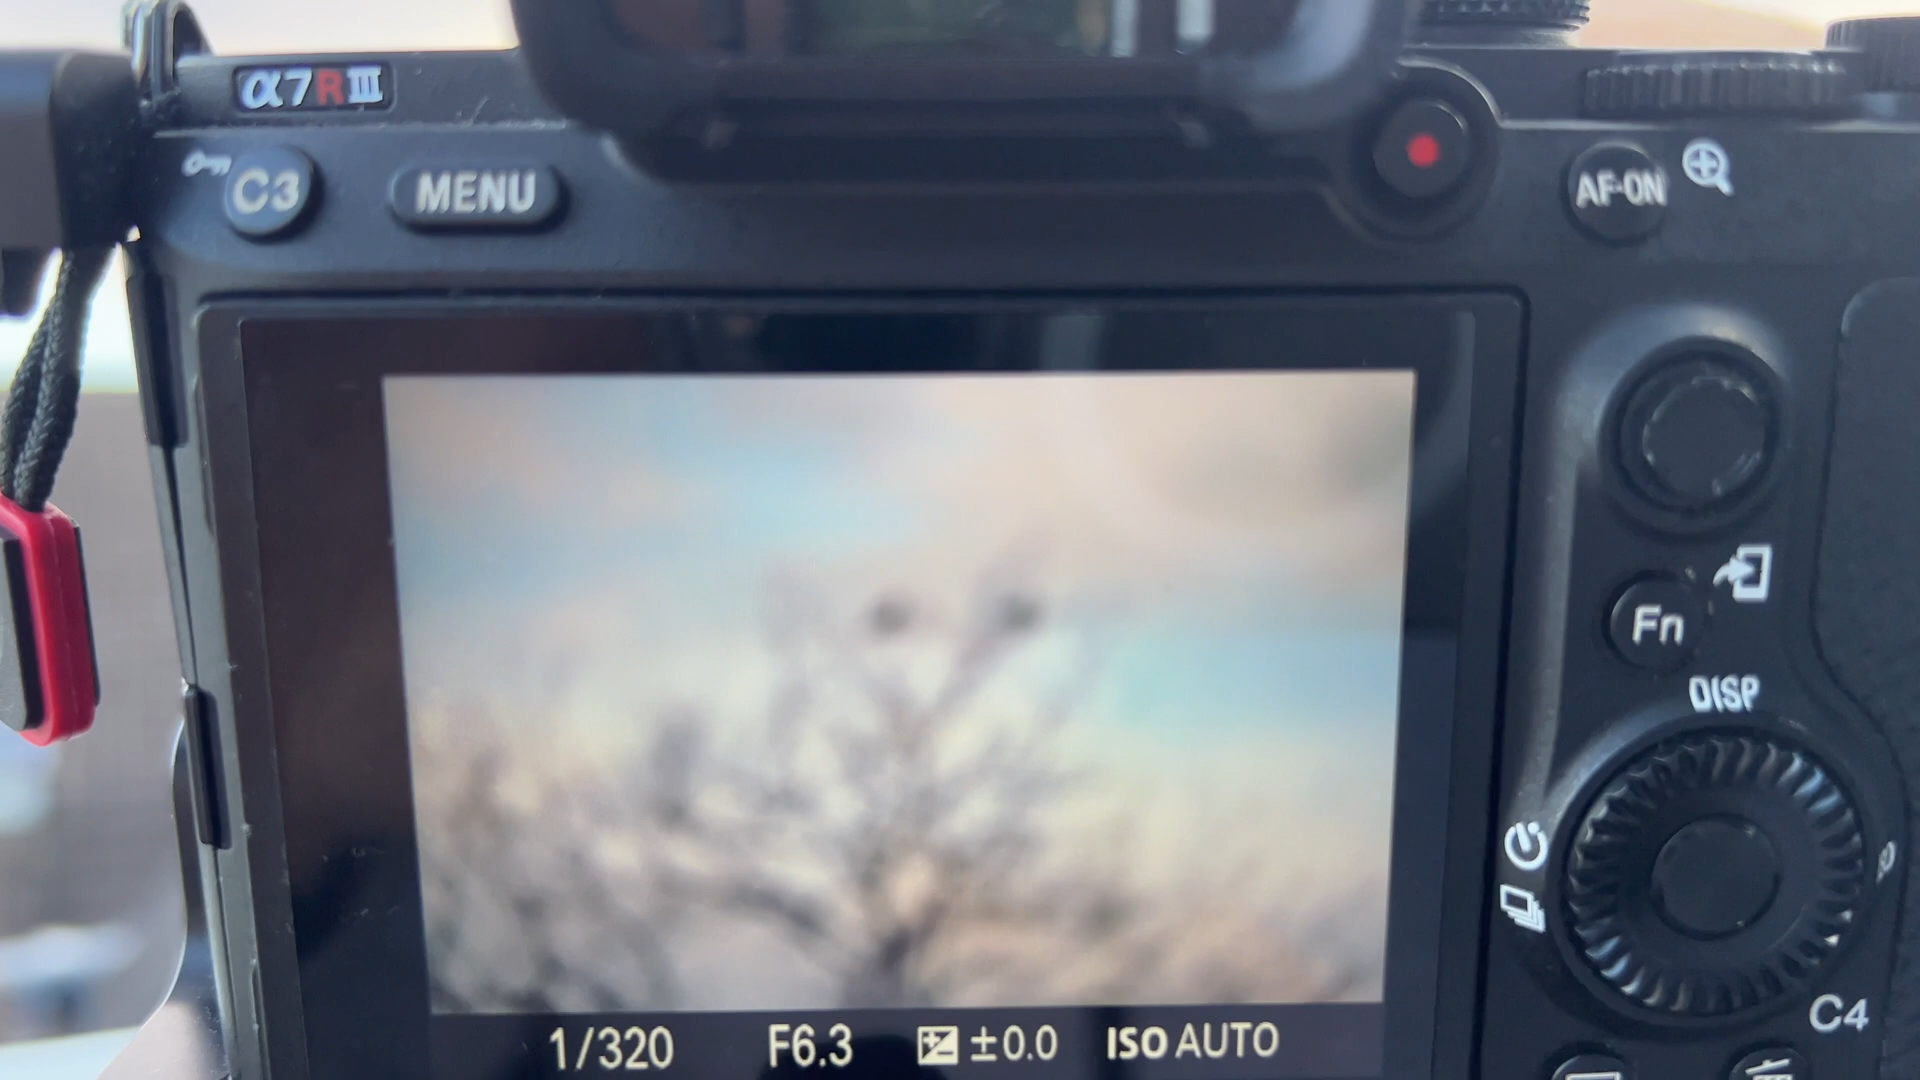 α7RIII
C3
MENU
AF-ON
Fn
DISP
C4
1/320 F6.3 ±0.0 ISO AUTO